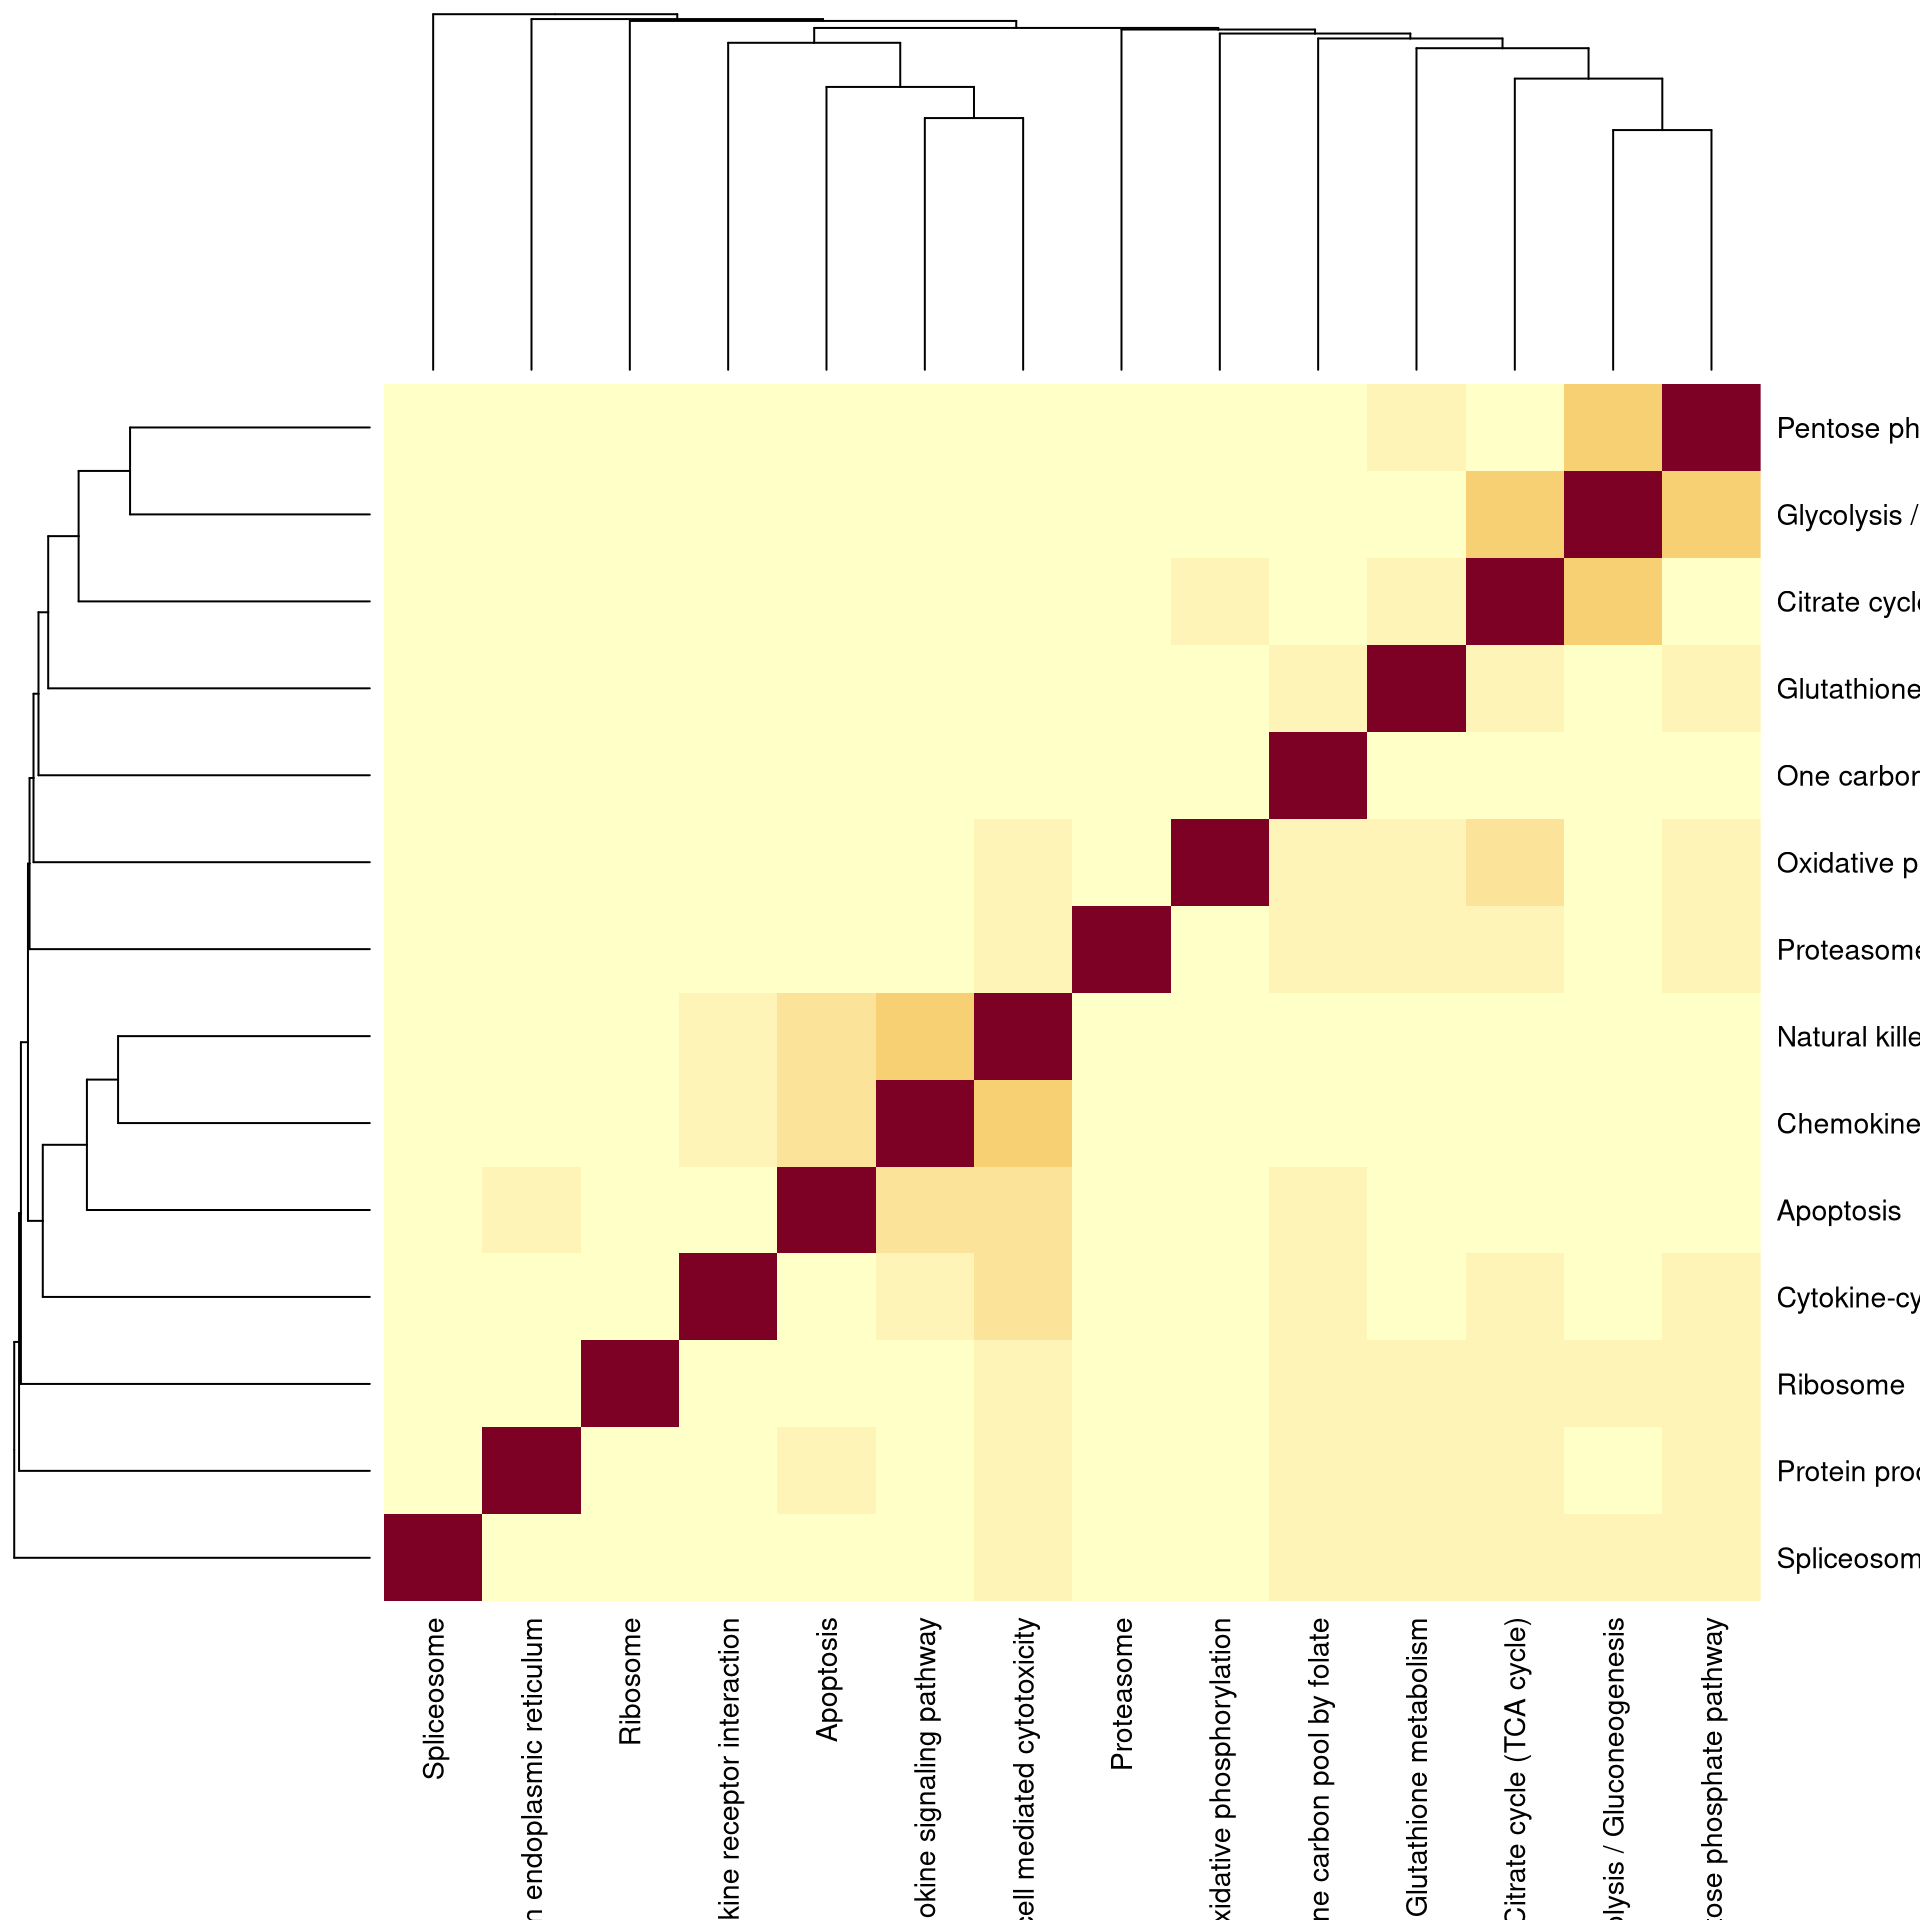 Pentose ph
Glycolysis /
Citrate cycl
Glutathione
One carbon
Oxidative p
Proteasome
Natural kille
Chemokine
Apoptosis
Cytokine-cy
Ribosome
Protein proc
Spliceosom
Spliceosome
n endoplasmic reticulum
Ribosome
kine receptor interaction
Apoptosis
okine signaling pathway
cell mediated cytotoxicity
Proteasome
xidative phosphorylation
ne carbon pool by folate
Glutathione metabolism
Citrate cycle (TCA cycle)
olysis / Gluconeogenesis
ose phosphate pathway